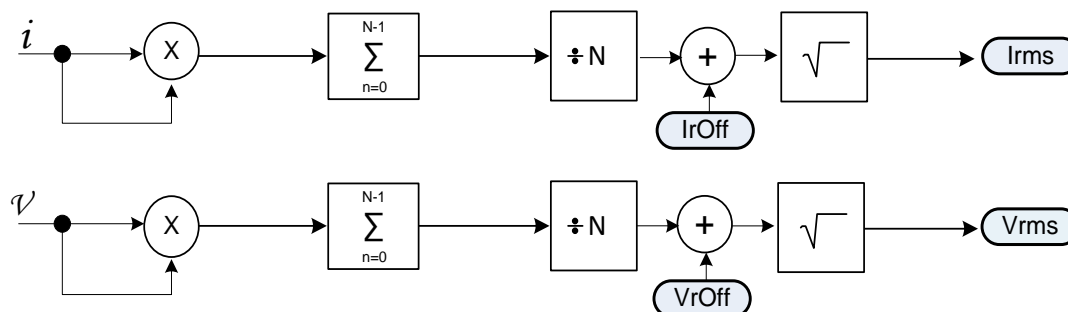 i
X
N-1
∑
n=0
÷ N
+
√
Irms
IrOff
v
X
N-1
∑
n=0
÷ N
+
√
Vrms
VrOff